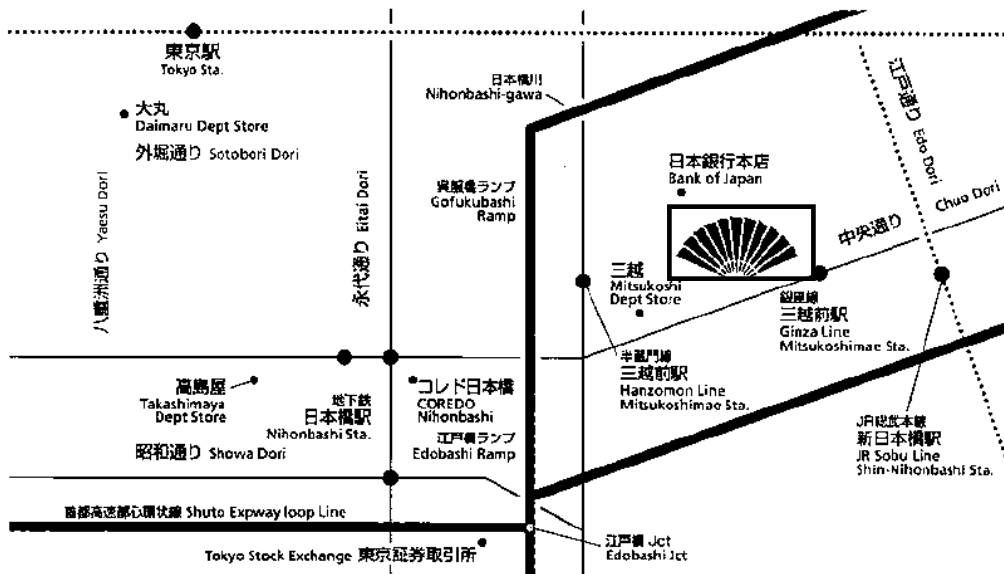 東京駅
Tokyo Sta.
大丸
Daimaru Dept Store
外堀通り Sotobori Dori
八重洲通り Yaesu Dori
永代通り Eitai Dori
日本橋川
Nihonbashi-gawa
呉服橋ランプ
Gofukubashi
Ramp
日本銀行本店
Bank of Japan
江戸通り Edo Dori
中央通り Chuo Dori
三越
Mitsukoshi
Dept Store
銀座線
三越前駅
Ginza Line
Mitsukoshimae Sta.
半蔵門線
三越前駅
Hanzomon Line
Mitsukoshimae Sta.
高島屋
Takashimaya
Dept Store
地下鉄
日本橋駅
Nihonbashi Sta.
コレド日本橋
COREDO
Nihonbashi
江戸橋ランプ
Edobashi Ramp
昭和通り Showa Dori
JR総武本線
新日本橋駅
JR Sobu Line
Shin-Nihonbashi Sta.
首都高速都心環状線 Shuto Expway loop Line
江戸橋 Jct
Edobashi Jct
Tokyo Stock Exchange 東京証券取引所